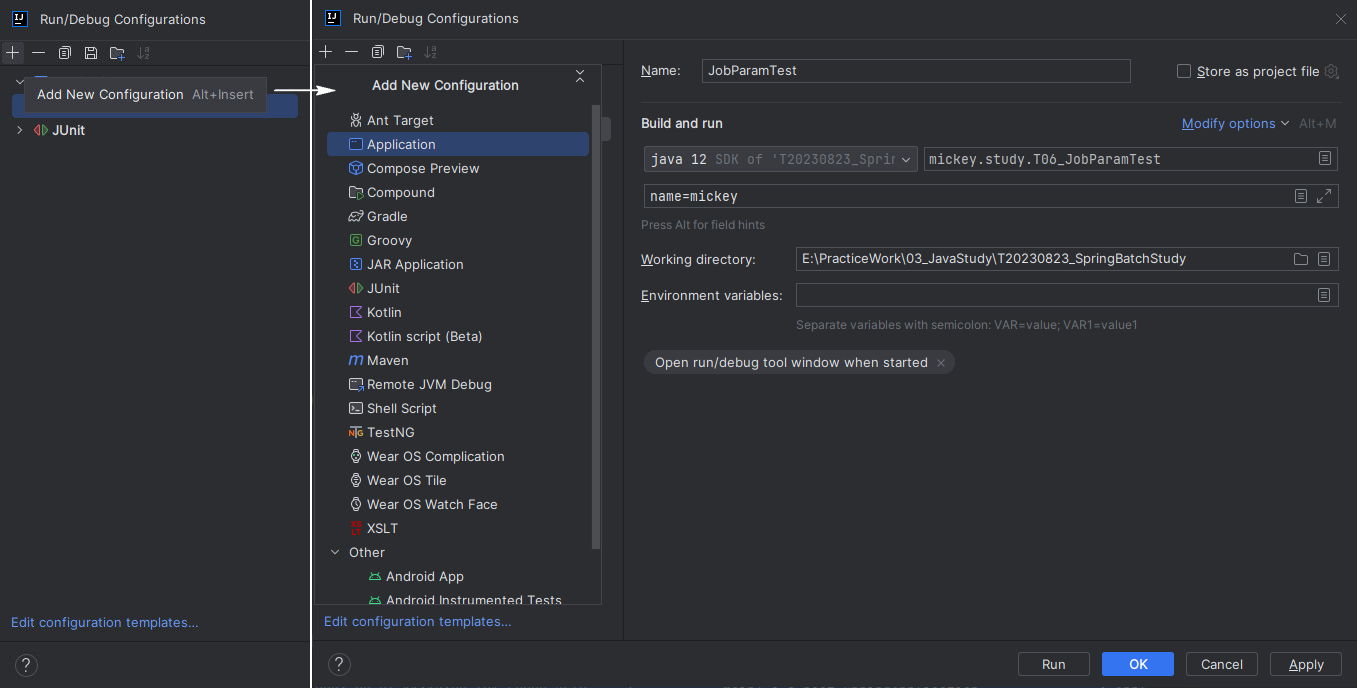 Run/Debug Configurations
Add New Configuration Alt+Insert
JUnit
Edit configuration templates...
?
Run/Debug Configurations
Add New Configuration
Ant Target
Application
Compose Preview
Compound
Gradle
Groovy
JAR Application
JUnit
Kotlin
Kotlin script (Beta)
Maven
Remote JVM Debug
Shell Script
TestNG
Wear OS Complication
Wear OS Tile
Wear OS Watch Face
XSLT
Other
Android App
Android Instrumented Tests
Edit configuration templates...
?
Name: JobParamTest
Store as project file
Build and run
Modify options Alt+M
java 12 SDK of 'T20230823_Sprin
mickey.study.T06_JobParamTest
name=mickey
Press Alt for field hints
Working directory: E:\PracticeWork\03_JavaStudy\T20230823_SpringBatchStudy
Environment variables:
Separate variables with semicolon: VAR=value; VAR1=value1
Open run/debug tool window when started ×
Run OK Cancel Apply